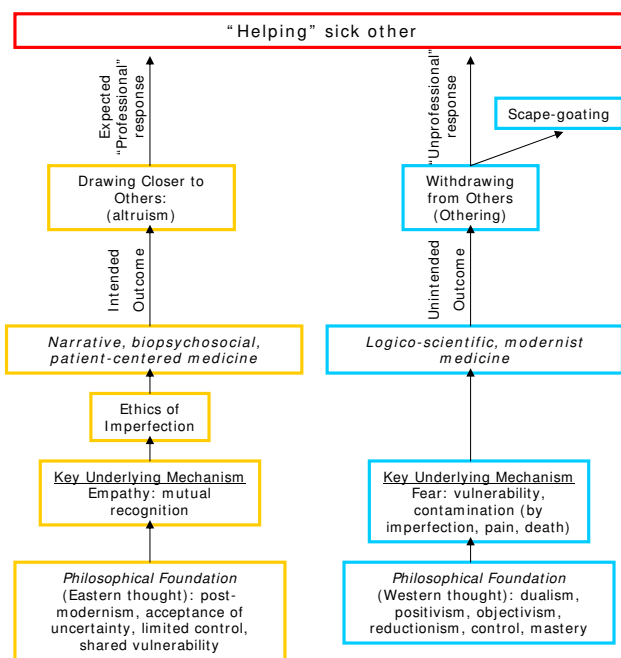 “Helping” sick other
Expected
“Professional”
response
“Unprofessional”
response
Scape-goating
Drawing Closer to
Others:
(altruism)
Withdrawing
from Others
(Othering)
Intended
Outcome
Unintended
Outcome
Narrative, biopsychosocial,
patient-centered medicine
Logico-scientific, modernist
medicine
Ethics of
Imperfection
Key Underlying Mechanism
Empathy: mutual
recognition
Key Underlying Mechanism
Fear: vulnerability,
contamination (by
imperfection, pain, death)
Philosophical Foundation
(Eastern thought): post-
modernism, acceptance of
uncertainty, limited control,
shared vulnerability
Philosophical Foundation
(Western thought): dualism,
positivism, objectivism,
reductionism, control, mastery